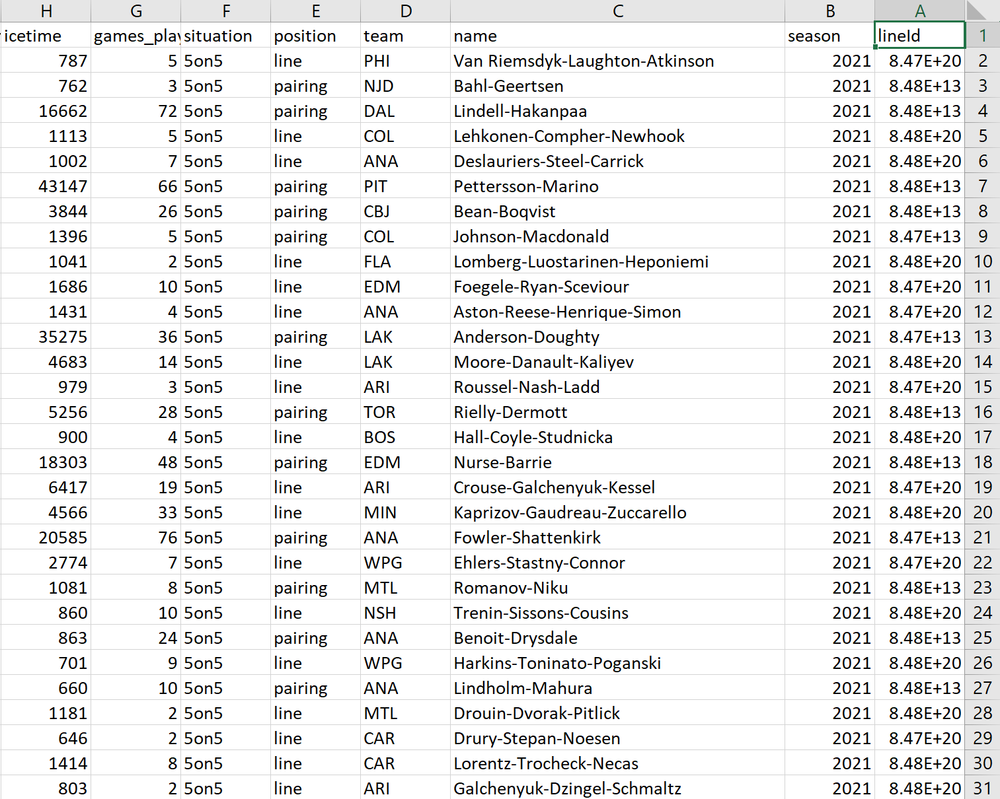 H G F E D C B A
icetime games_play situation position team name season lineId 1
787 5 5on5 line PHI Van Riemsdyk-Laughton-Atkinson 2021 8.47E+20 2
762 3 5on5 pairing NJD Bahl-Geertsen 2021 8.48E+13 3
16662 72 5on5 pairing DAL Lindell-Hakanpaa 2021 8.48E+13 4
1113 5 5on5 line COL Lehkonen-Compher-Newhook 2021 8.48E+20 5
1002 7 5on5 line ANA Deslauriers-Steel-Carrick 2021 8.48E+20 6
43147 66 5on5 pairing PIT Pettersson-Marino 2021 8.48E+13 7
3844 26 5on5 pairing CBJ Bean-Boqvist 2021 8.48E+13 8
1396 5 5on5 pairing COL Johnson-Macdonald 2021 8.47E+13 9
1041 2 5on5 line FLA Lomberg-Luostarinen-Heponiemi 2021 8.48E+20 10
1686 10 5on5 line EDM Foegele-Ryan-Sceviour 2021 8.47E+20 11
1431 4 5on5 line ANA Aston-Reese-Henrique-Simon 2021 8.47E+20 12
35275 36 5on5 pairing LAK Anderson-Doughty 2021 8.47E+13 13
4683 14 5on5 line LAK Moore-Danault-Kaliyev 2021 8.48E+20 14
979 3 5on5 line ARI Roussel-Nash-Ladd 2021 8.47E+20 15
5256 28 5on5 pairing TOR Rielly-Dermott 2021 8.48E+13 16
900 4 5on5 line BOS Hall-Coyle-Studnicka 2021 8.48E+20 17
18303 48 5on5 pairing EDM Nurse-Barrie 2021 8.48E+13 18
6417 19 5on5 line ARI Crouse-Galchenyuk-Kessel 2021 8.47E+20 19
4566 33 5on5 line MIN Kaprizov-Gaudreau-Zuccarello 2021 8.48E+20 20
20585 76 5on5 pairing ANA Fowler-Shattenkirk 2021 8.47E+13 21
2774 7 5on5 line WPG Ehlers-Stastny-Connor 2021 8.47E+20 22
1081 8 5on5 pairing MTL Romanov-Niku 2021 8.48E+13 23
860 10 5on5 line NSH Trenin-Sissons-Cousins 2021 8.48E+20 24
863 24 5on5 pairing ANA Benoit-Drysdale 2021 8.48E+13 25
701 9 5on5 line WPG Harkins-Toninato-Poganski 2021 8.48E+20 26
660 10 5on5 pairing ANA Lindholm-Mahura 2021 8.48E+13 27
1181 2 5on5 line MTL Drouin-Dvorak-Pitlick 2021 8.48E+20 28
646 2 5on5 line CAR Drury-Stepan-Noesen 2021 8.47E+20 29
1414 8 5on5 line CAR Lorentz-Trocheck-Necas 2021 8.48E+20 30
803 2 5on5 line ARI Galchenyuk-Dzingel-Schmaltz 2021 8.48E+20 31